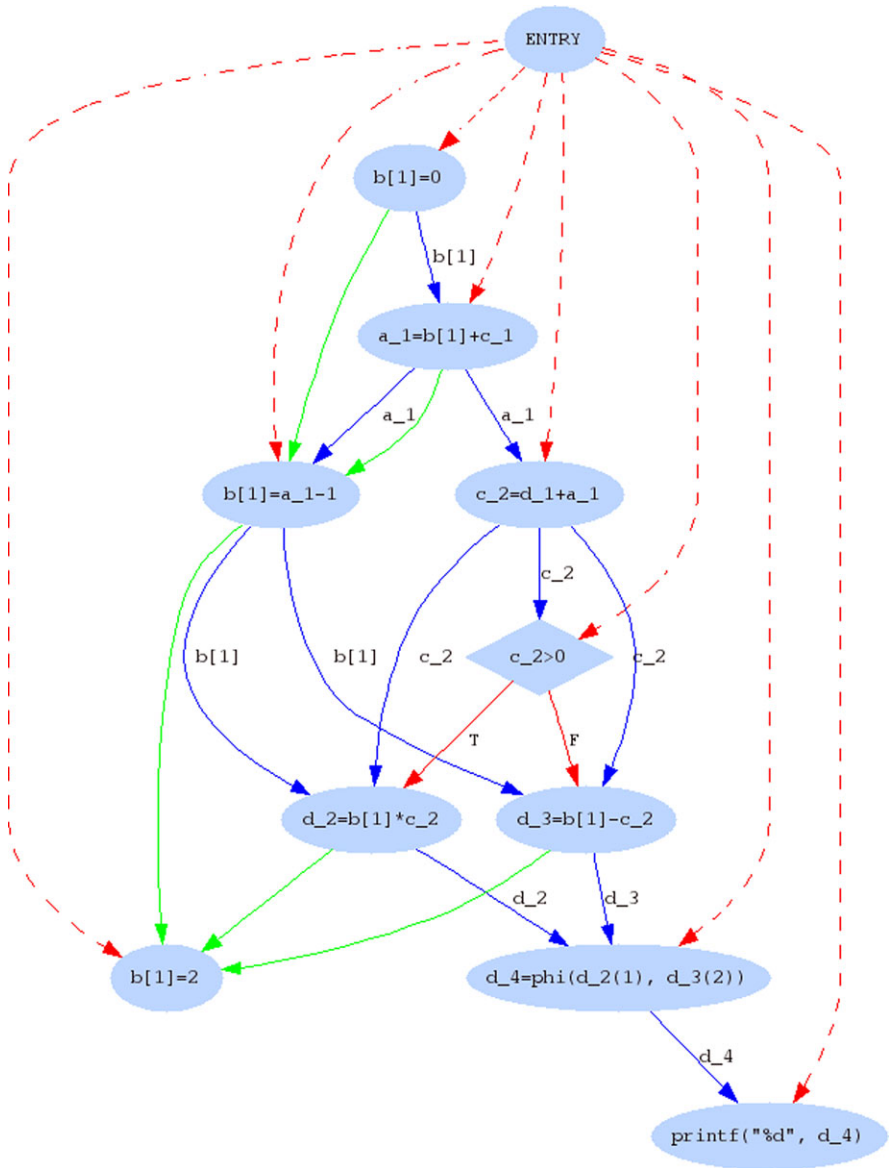 ENTRY
b[1]=0
b[1]
a_1=b[1]+c_1
a_1
a_1
b[1]=a_1-1
c_2=d_1+a_1
c_2
b[1]
b[1]
c_2
c_2>0
c_2
T
F
d_2=b[1]*c_2
d_3=b[1]-c_2
d_2
d_3
b[1]=2
d_4=phi(d_2(1), d_3(2))
d_4
printf("%d", d_4)